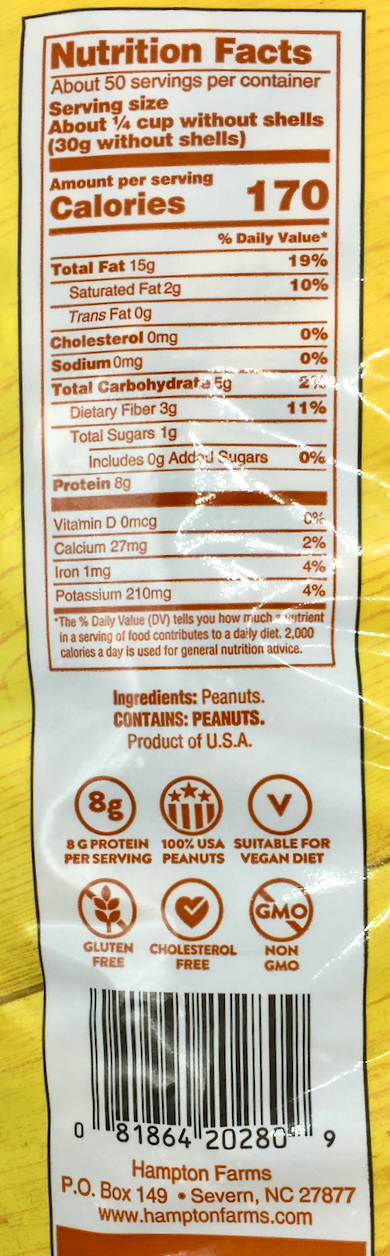 Nutrition Facts
About 50 servings per container
Serving size
About ¼ cup without shells
(30g without shells)
Amount per serving
Calories 170
% Daily Value*
Total Fat 15g 19%
Saturated Fat 2g 10%
Trans Fat 0g
Cholesterol 0mg 0%
Sodium 0mg 0%
Total Carbohydrate 5g 2%
Dietary Fiber 3g 11%
Total Sugars 1g
Includes 0g Added Sugars 0%
Protein 8g
Vitamin D 0mcg 0%
Calcium 27mg 2%
Iron 1mg 4%
Potassium 210mg 4%
*The % Daily Value (DV) tells you how much a nutrient
in a serving of food contributes to a daily diet. 2,000
calories a day is used for general nutrition advice.
Ingredients: Peanuts.
CONTAINS: PEANUTS.
Product of U.S.A.
8g V
8 G PROTEIN 100% USA SUITABLE FOR
PER SERVING PEANUTS VEGAN DIET
GMO
GLUTEN CHOLESTEROL NON
FREE FREE GMO
0 81864 20280 9
Hampton Farms
P.O. Box 149 • Severn, NC 27877
www.hamptonfarms.com